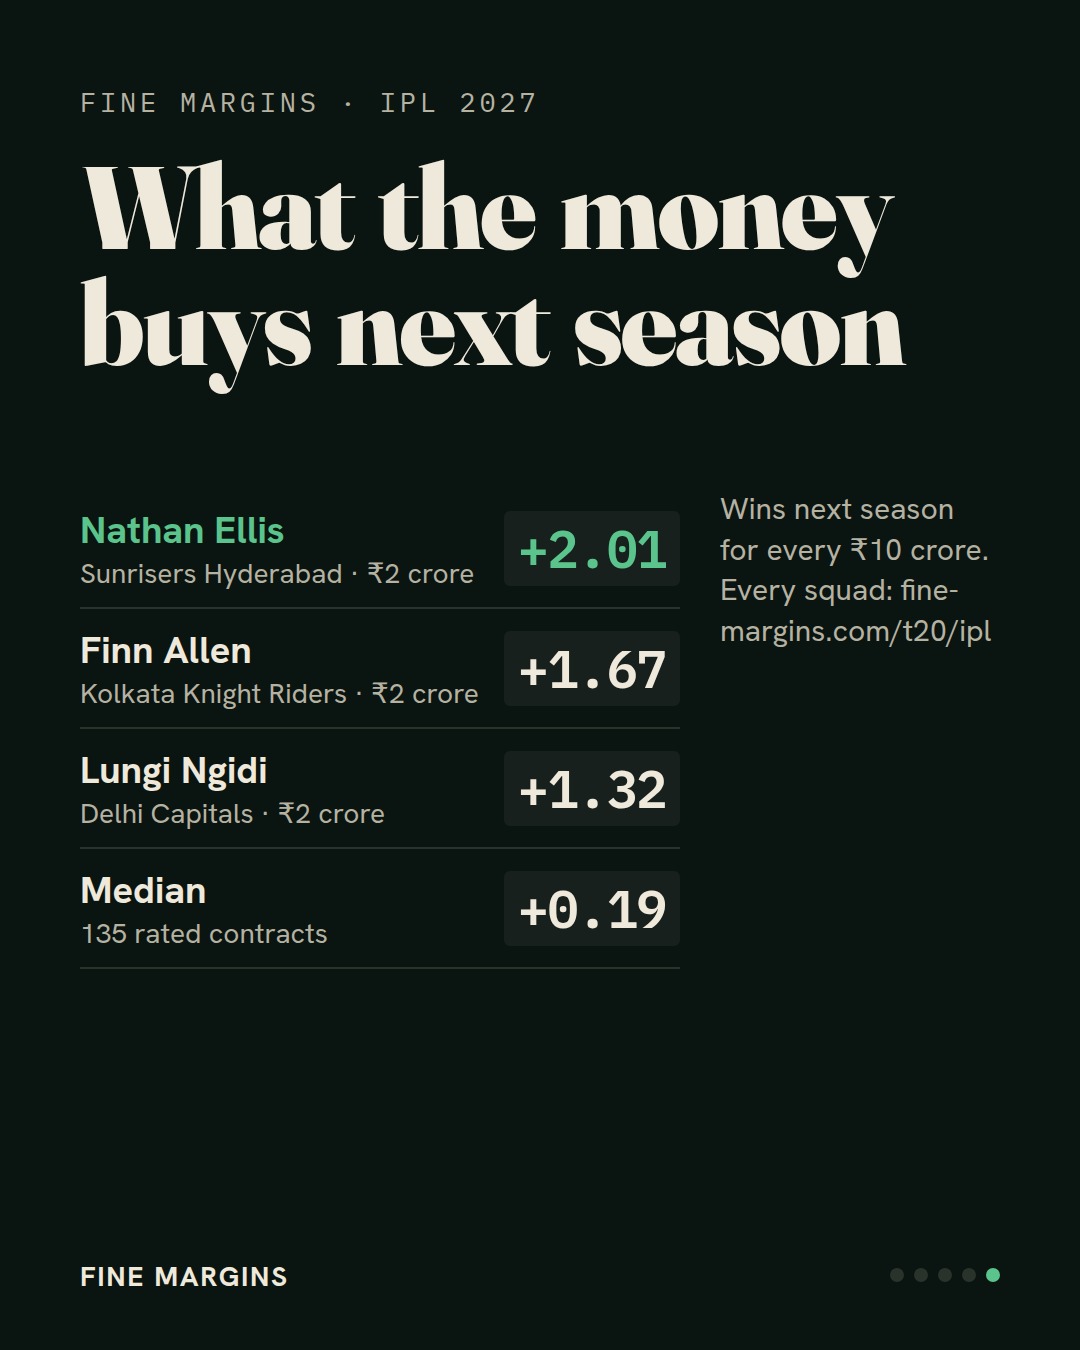 FINE MARGINS · IPL 2027
What the money
buys next season
Nathan Ellis
Sunrisers Hyderabad · ₹2 crore
+2.01
Finn Allen
Kolkata Knight Riders · ₹2 crore
+1.67
Lungi Ngidi
Delhi Capitals · ₹2 crore
+1.32
Median
135 rated contracts
+0.19
Wins next season
for every ₹10 crore.
Every squad: fine-
margins.com/t20/ipl
FINE MARGINS